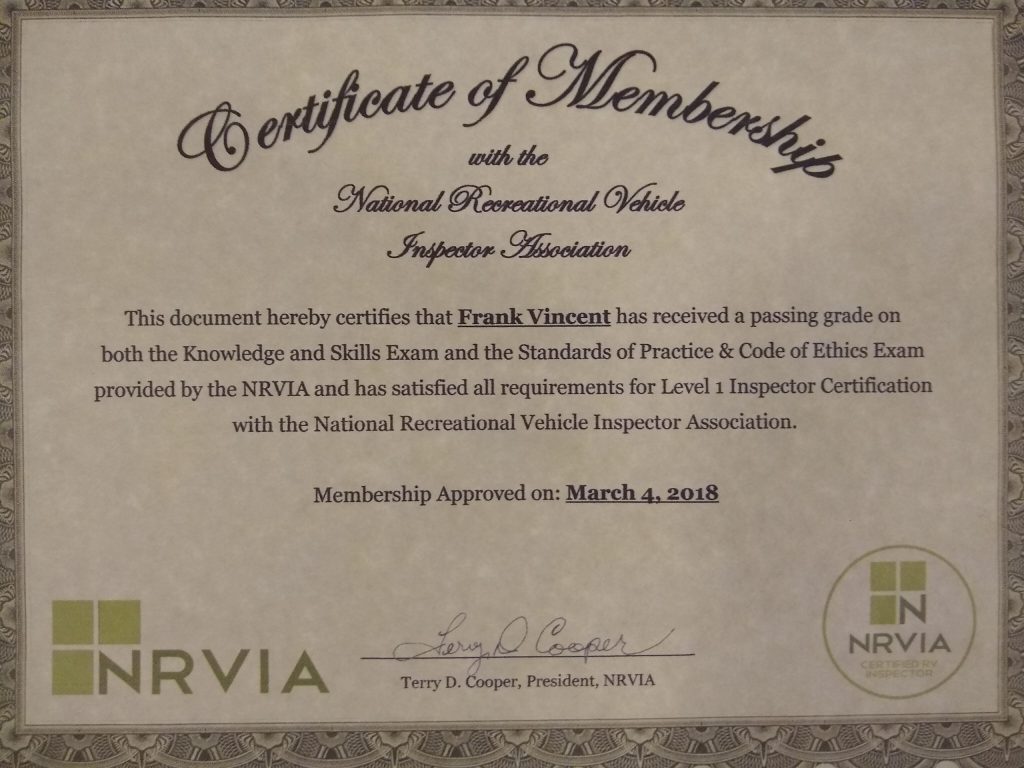 Certificate of Membership
with the
National Recreational Vehicle
Inspector Association
This document hereby certifies that Frank Vincent has received a passing grade on
both the Knowledge and Skills Exam and the Standards of Practice & Code of Ethics Exam
provided by the NRVIA and has satisfied all requirements for Level 1 Inspector Certification
with the National Recreational Vehicle Inspector Association.
Membership Approved on: March 4, 2018
NRVIA
Terry D Cooper
Terry D. Cooper, President, NRVIA
N
NRVIA
CERTIFIED RV
INSPECTOR